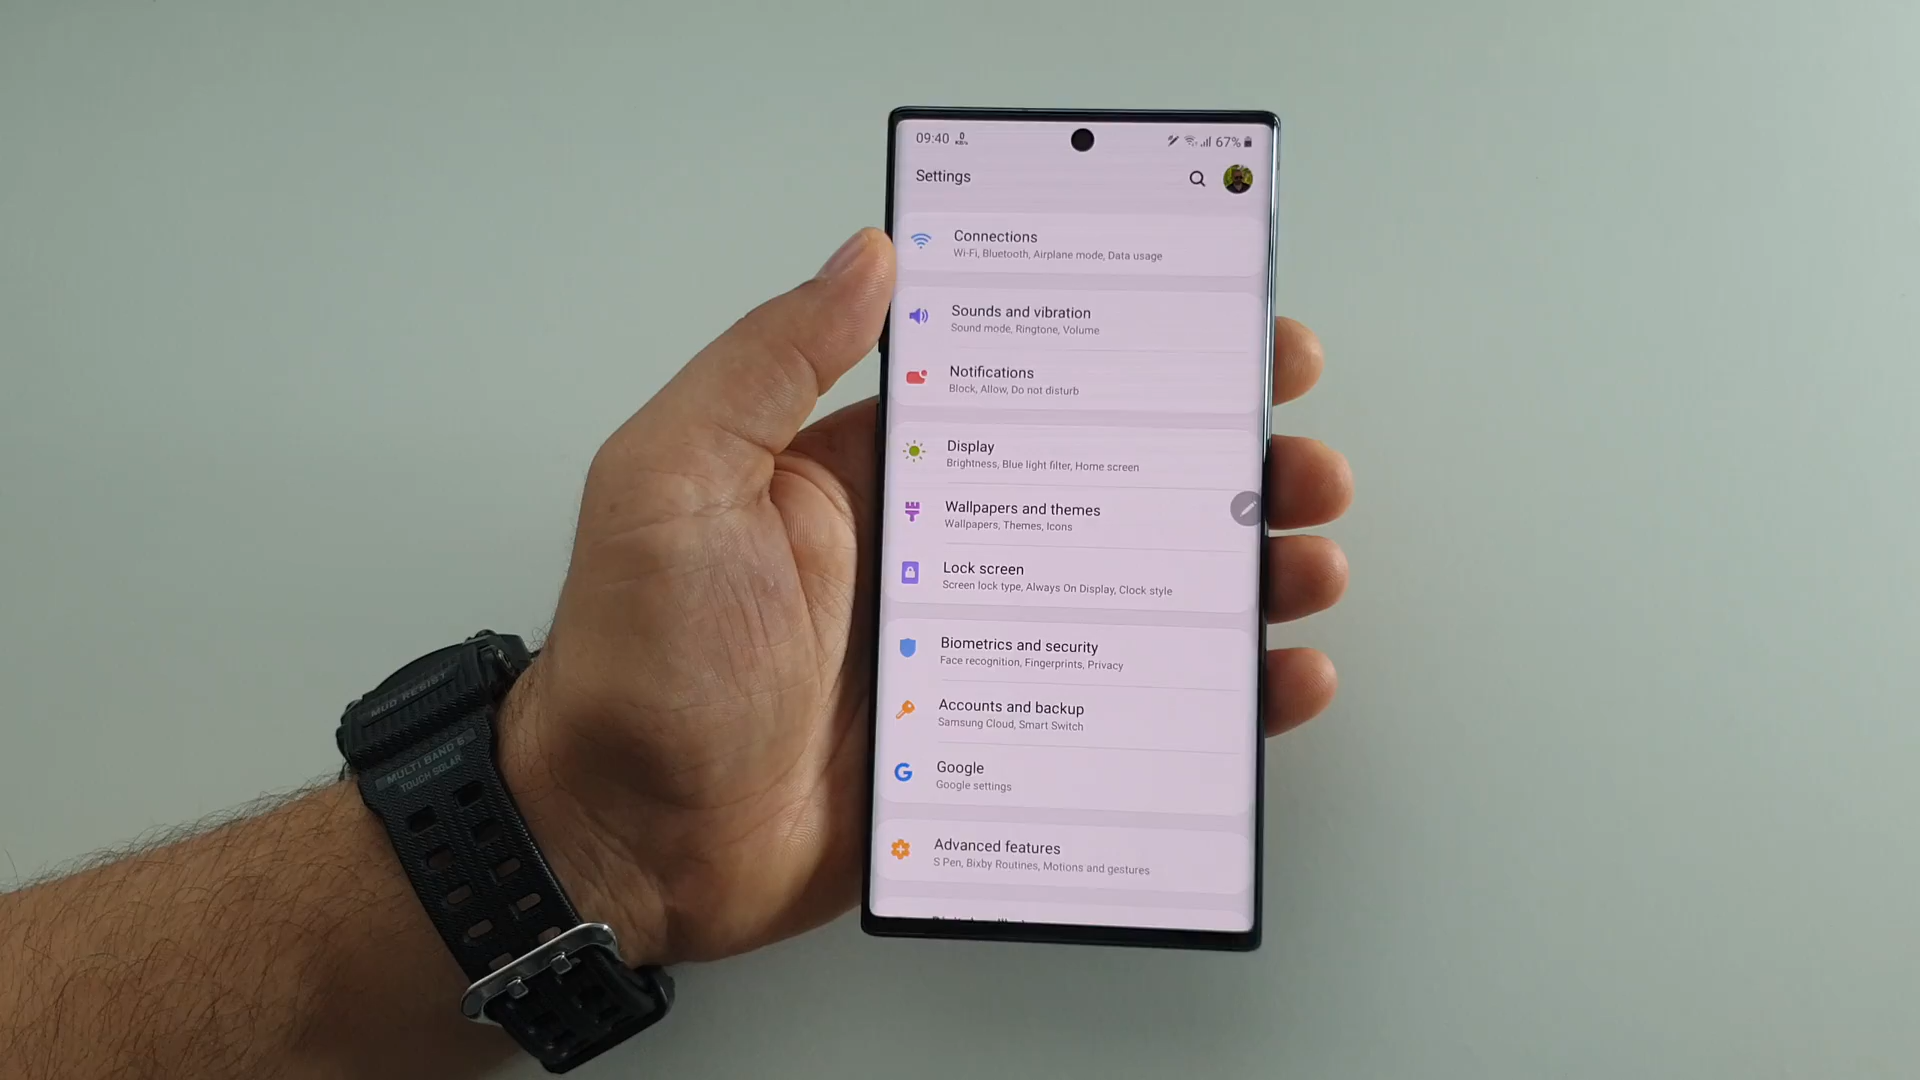 09:40 0 KB/s 67%
Settings
Connections
Wi-Fi, Bluetooth, Airplane mode, Data usage
Sounds and vibration
Sound mode, Ringtone, Volume
Notifications
Block, Allow, Do not disturb
Display
Brightness, Blue light filter, Home screen
Wallpapers and themes
Wallpapers, Themes, Icons
Lock screen
Screen lock type, Always On Display, Clock style
Biometrics and security
Face recognition, Fingerprints, Privacy
Accounts and backup
Samsung Cloud, Smart Switch
G
Google
Google settings
Advanced features
S Pen, Bixby Routines, Motions and gestures
MUD RESIST
MULTI BAND 6
TOUGH SOLAR